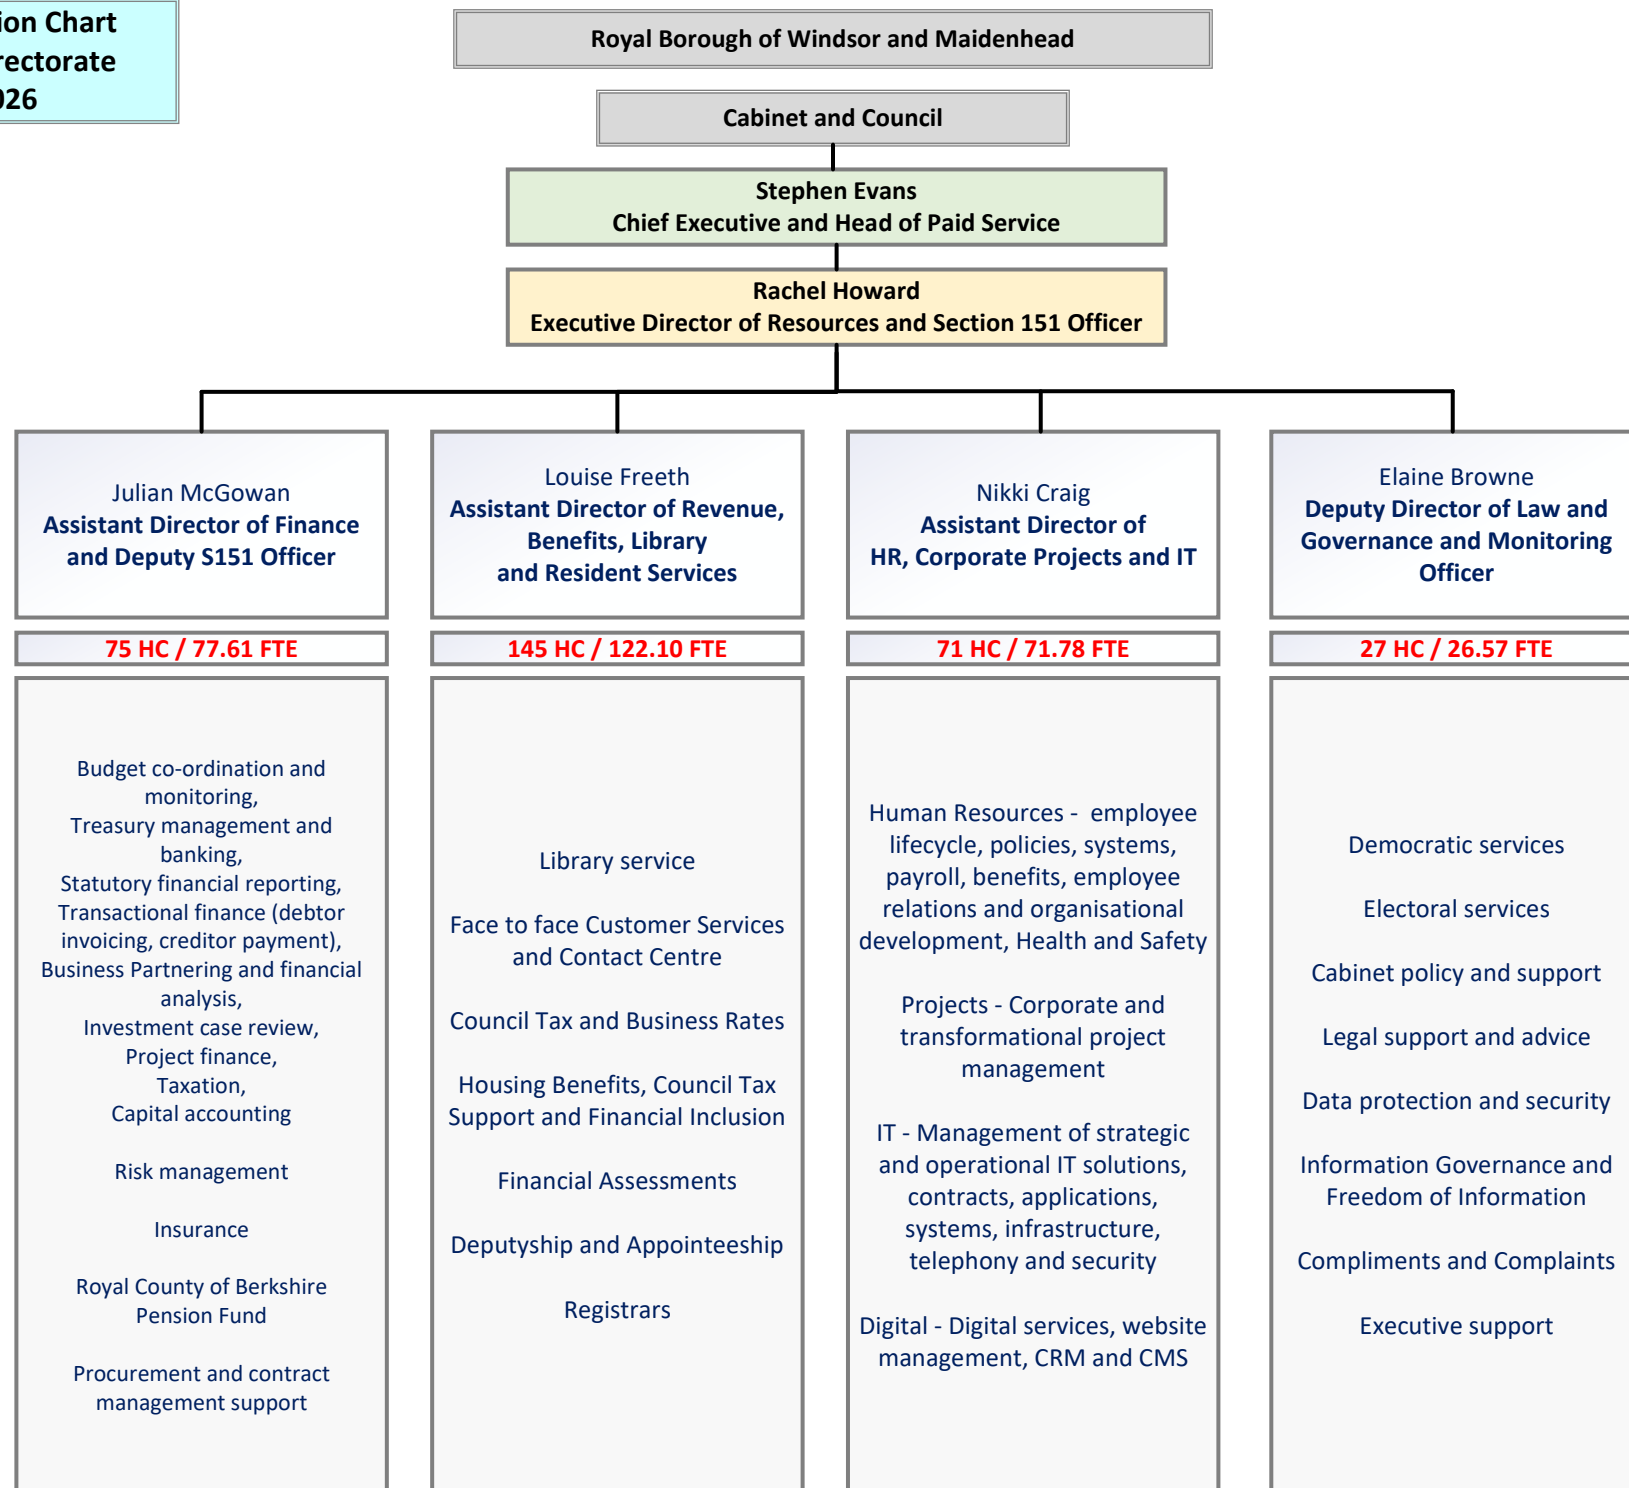 Chart
Royal Borough of Windsor and Maidenhead
Cabinet and Council
Stephen Evans
Chief Executive and Head of Paid Service
Rachel Howard
Executive Director of Resources and Section 151 Officer
Julian McGowan
Assistant Director of Finance
and Deputy S151 Officer
75 HC / 77.61 FTE
Budget co-ordination and
monitoring,
Treasury management and
banking,
Statutory financial reporting,
Transactional finance (debtor
invoicing, creditor payment),
Business Partnering and financial
analysis,
Investment case review,
Project finance,
Taxation,
Capital accounting
Risk management
Insurance
Royal County of Berkshire
Pension Fund
Procurement and contract
management support
Louise Freeth
Assistant Director of Revenue,
Benefits, Library
and Resident Services
145 HC / 122.10 FTE
Library service
Face to face Customer Services
and Contact Centre
Council Tax and Business Rates
Housing Benefits, Council Tax
Support and Financial Inclusion
Financial Assessments
Deputyship and Appointeeship
Registrars
Nikki Craig
Assistant Director of
HR, Corporate Projects and IT
71 HC / 71.78 FTE
Human Resources -  employee
lifecycle, policies, systems,
payroll, benefits, employee
relations and organisational
development, Health and Safety
Projects - Corporate and
transformational project
management
IT - Management of strategic
and operational IT solutions,
contracts, applications,
systems, infrastructure,
telephony and security
Digital - Digital services, website
management, CRM and CMS
Elaine Browne
Deputy Director of Law and
Governance and Monitoring
Officer
27 HC / 26.57 FTE
Democratic services
Electoral services
Cabinet policy and support
Legal support and advice
Data protection and security
Information Governance and
Freedom of Information
Compliments and Complaints
Executive support